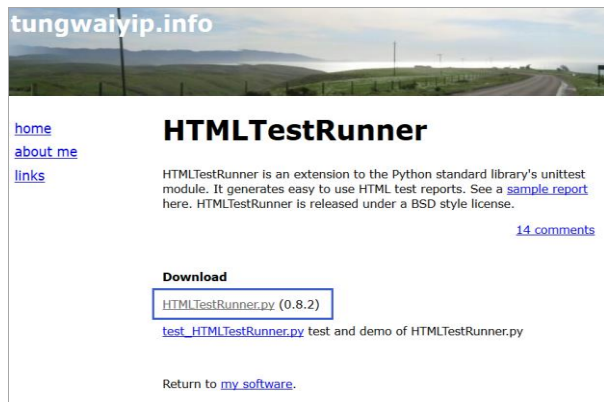 tungwaiyip.info
home
about me
links
HTMLTestRunner
HTMLTestRunner is an extension to the Python standard library's unittest
module. It generates easy to use HTML test reports. See a sample report
here. HTMLTestRunner is released under a BSD style license.
14 comments
Download
HTMLTestRunner.py (0.8.2)
test_HTMLTestRunner.py test and demo of HTMLTestRunner.py
Return to my software.